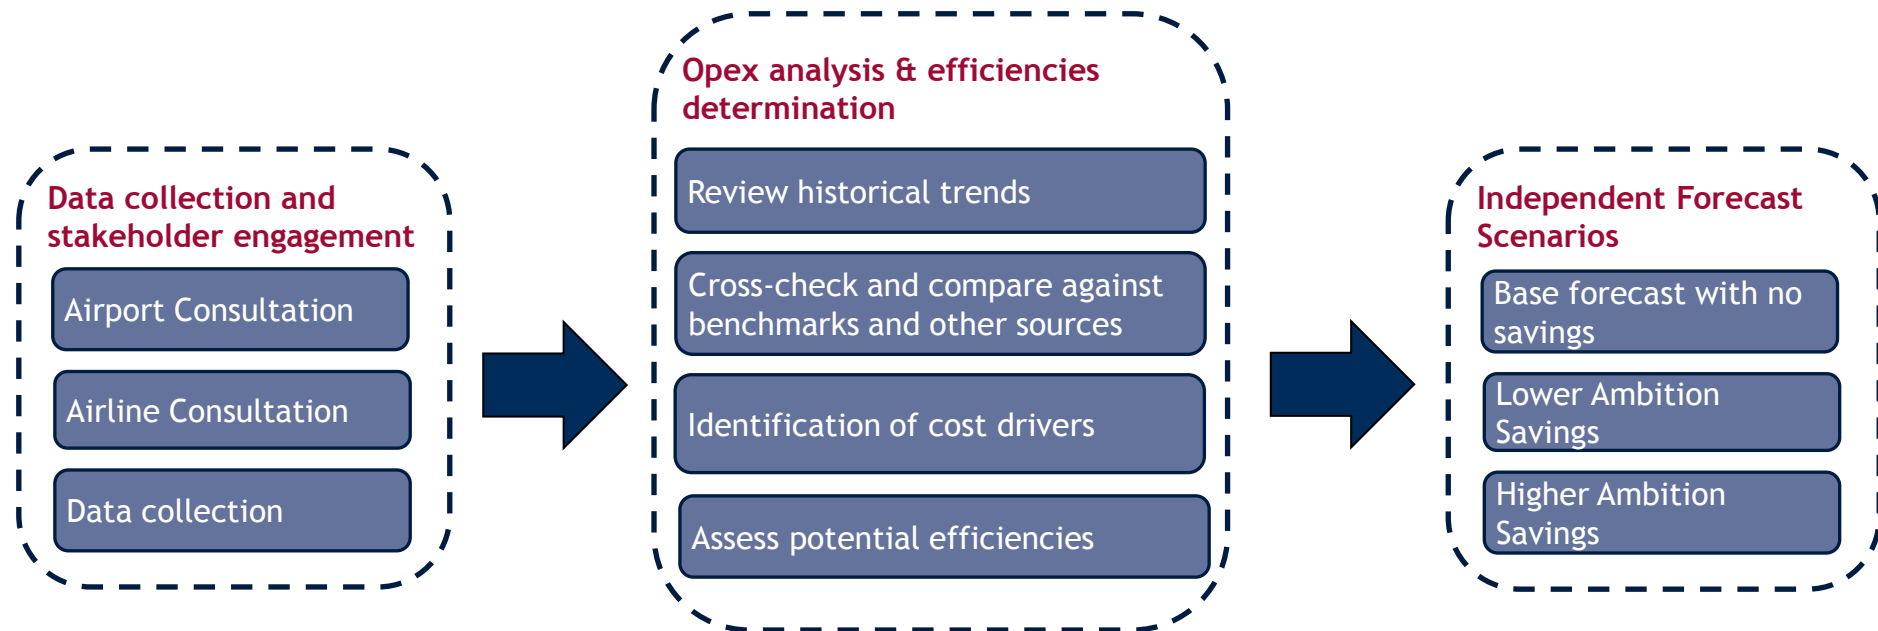 Data collection and
stakeholder engagement
Airport Consultation
Airline Consultation
Data collection
Opex analysis & efficiencies
determination
Review historical trends
Cross-check and compare against
benchmarks and other sources
Identification of cost drivers
Assess potential efficiencies
Independent Forecast
Scenarios
Base forecast with no
savings
Lower Ambition
Savings
Higher Ambition
Savings